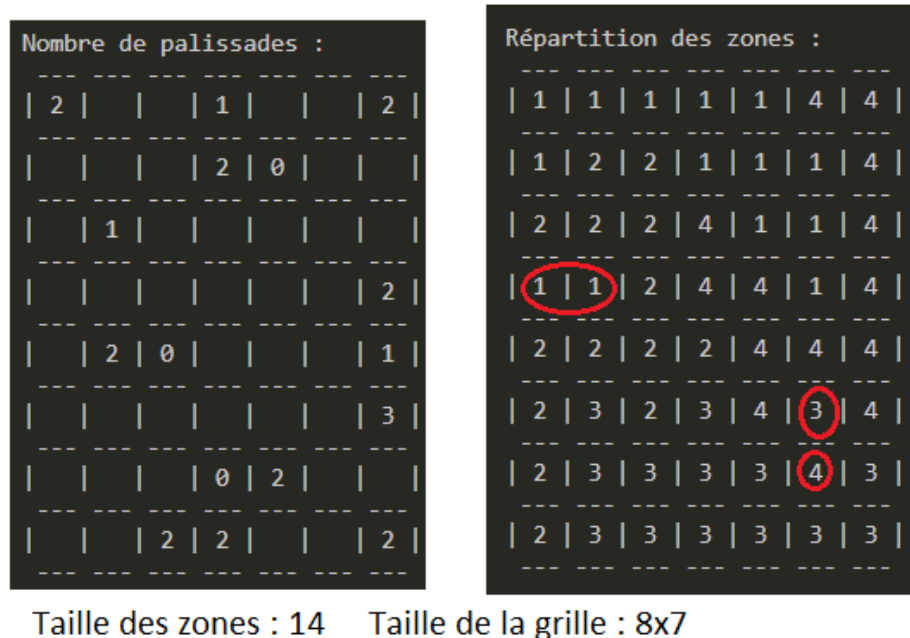 Nombre de palissades :
--- --- --- --- --- --- ---
| 2 |   |   | 1 |   |   | 2 |
--- --- --- --- --- --- ---
|   |   |   | 2 | 0 |   |   |
--- --- --- --- --- --- ---
|   | 1 |   |   |   |   |   |
--- --- --- --- --- --- ---
|   |   |   |   |   |   | 2 |
--- --- --- --- --- --- ---
|   | 2 | 0 |   |   |   | 1 |
--- --- --- --- --- --- ---
|   |   |   |   |   |   | 3 |
--- --- --- --- --- --- ---
|   |   |   | 0 | 2 |   |   |
--- --- --- --- --- --- ---
|   |   | 2 | 2 |   |   | 2 |
--- --- --- --- --- --- ---
Répartition des zones :
--- --- --- --- --- --- ---
| 1 | 1 | 1 | 1 | 1 | 4 | 4 |
--- --- --- --- --- --- ---
| 1 | 2 | 2 | 1 | 1 | 1 | 4 |
--- --- --- --- --- --- ---
| 2 | 2 | 2 | 4 | 1 | 1 | 4 |
--- --- --- --- --- --- ---
| 1 | 1 | 2 | 4 | 4 | 1 | 4 |
--- --- --- --- --- --- ---
| 2 | 2 | 2 | 2 | 4 | 4 | 4 |
--- --- --- --- --- --- ---
| 2 | 3 | 2 | 3 | 4 | 3 | 4 |
--- --- --- --- --- --- ---
| 2 | 3 | 3 | 3 | 3 | 4 | 3 |
--- --- --- --- --- --- ---
| 2 | 3 | 3 | 3 | 3 | 3 | 3 |
--- --- --- --- --- --- ---
Taille des zones : 14 Taille de la grille : 8x7